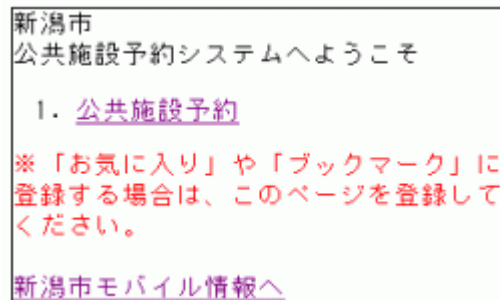 新潟市
公共施設予約システムへようこそ
1. 公共施設予約
※「お気に入り」や「ブックマーク」に
登録する場合は、このページを登録して
ください。
新潟市モバイル情報へ